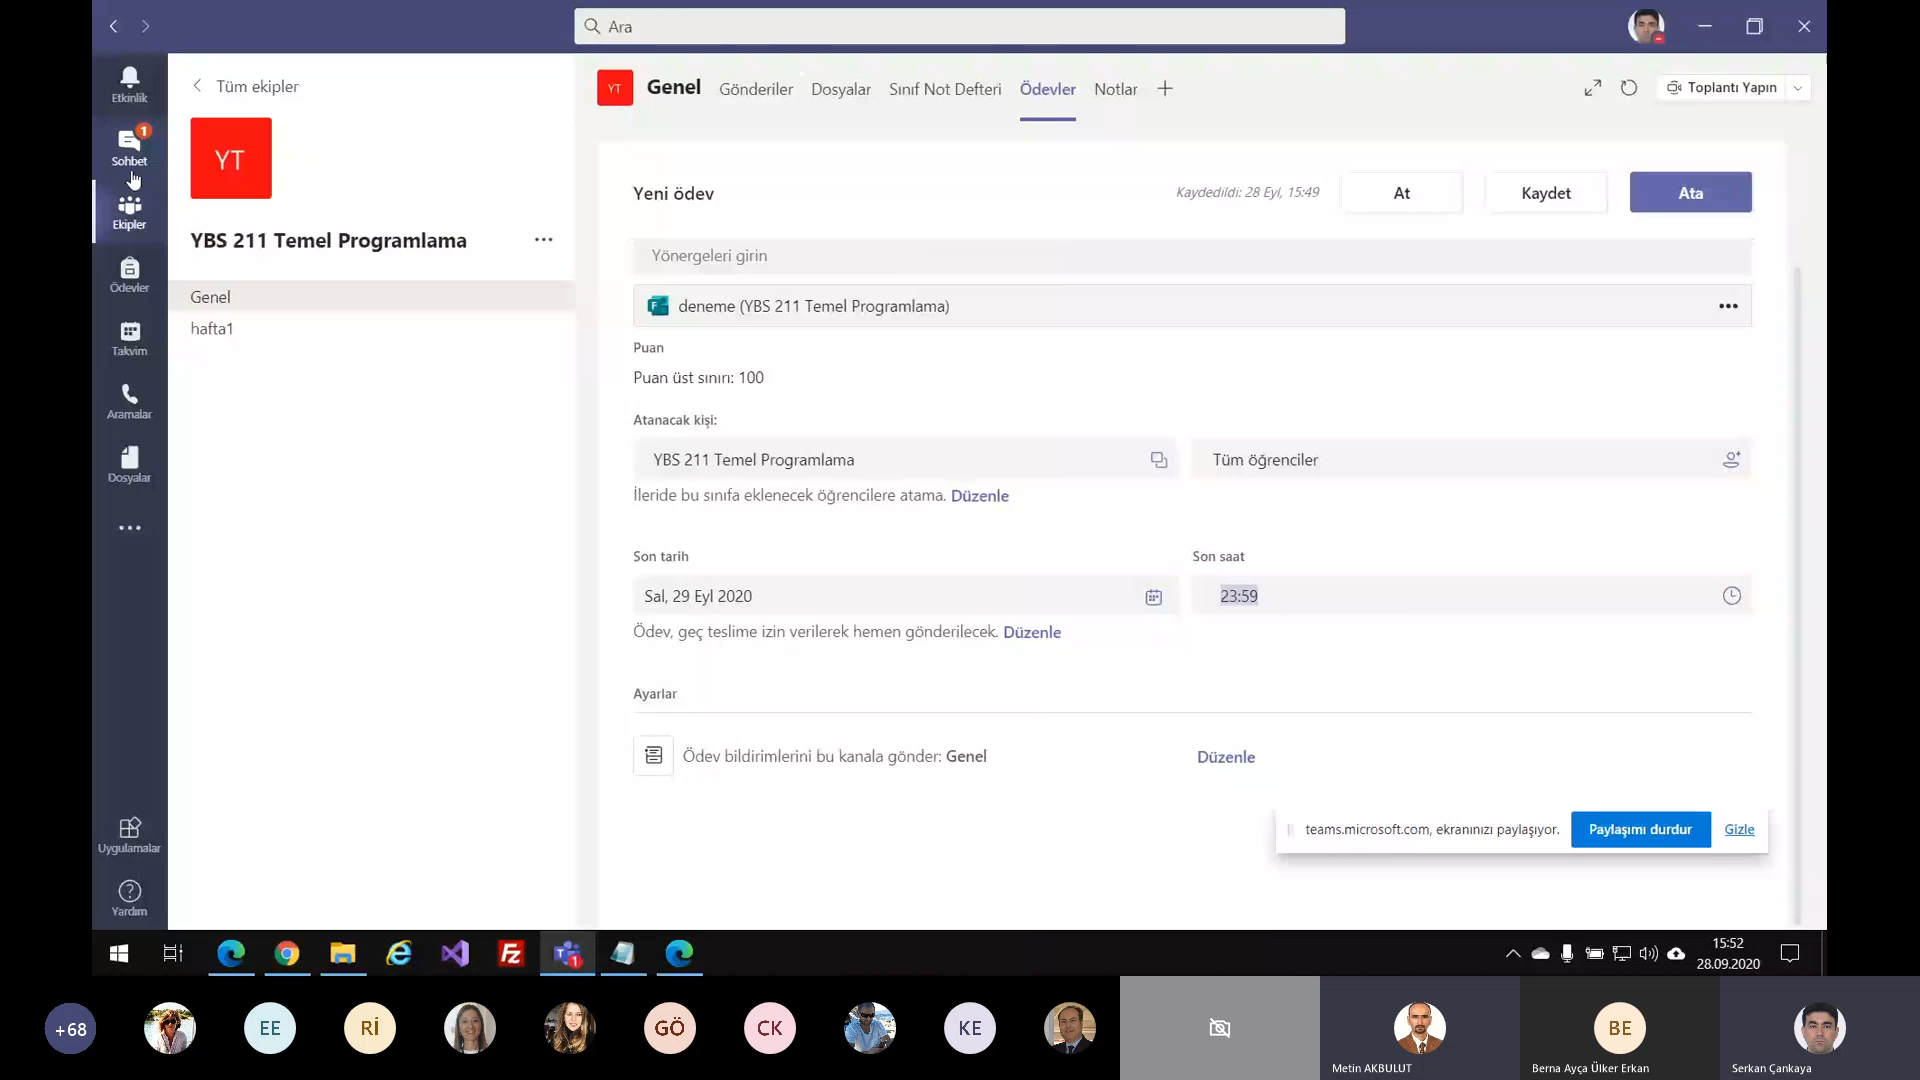 Ara
Etkinlik
1
Sohbet
Ekipler
Ödevler
Takvim
Aramalar
Dosyalar
Uygulamalar
Yardım
Tüm ekipler
YT
YBS 211 Temel Programlama
Genel
hafta1
YT Genel Gönderiler Dosyalar Sınıf Not Defteri Ödevler Notlar
Toplantı Yapın
Yeni ödev
Kaydedildi: 28 Eyl, 15:49
At
Kaydet
Ata
Yönergeleri girin
deneme (YBS 211 Temel Programlama)
Puan
Puan üst sınırı: 100
Atanacak kişi:
YBS 211 Temel Programlama
Tüm öğrenciler
İleride bu sınıfa eklenecek öğrencilere atama. Düzenle
Son tarih
Son saat
Sal, 29 Eyl 2020
23:59
Ödev, geç teslime izin verilerek hemen gönderilecek. Düzenle
Ayarlar
Ödev bildirimlerini bu kanala gönder: Genel
Düzenle
teams.microsoft.com, ekranınızı paylaşıyor.
Paylaşımı durdur
Gizle
1
15:52
28.09.2020
+68
EE
Rİ
GÖ
CK
KE
BE
Metin AKBULUT
Berna Ayça Ülker Erkan
Serkan Çankaya